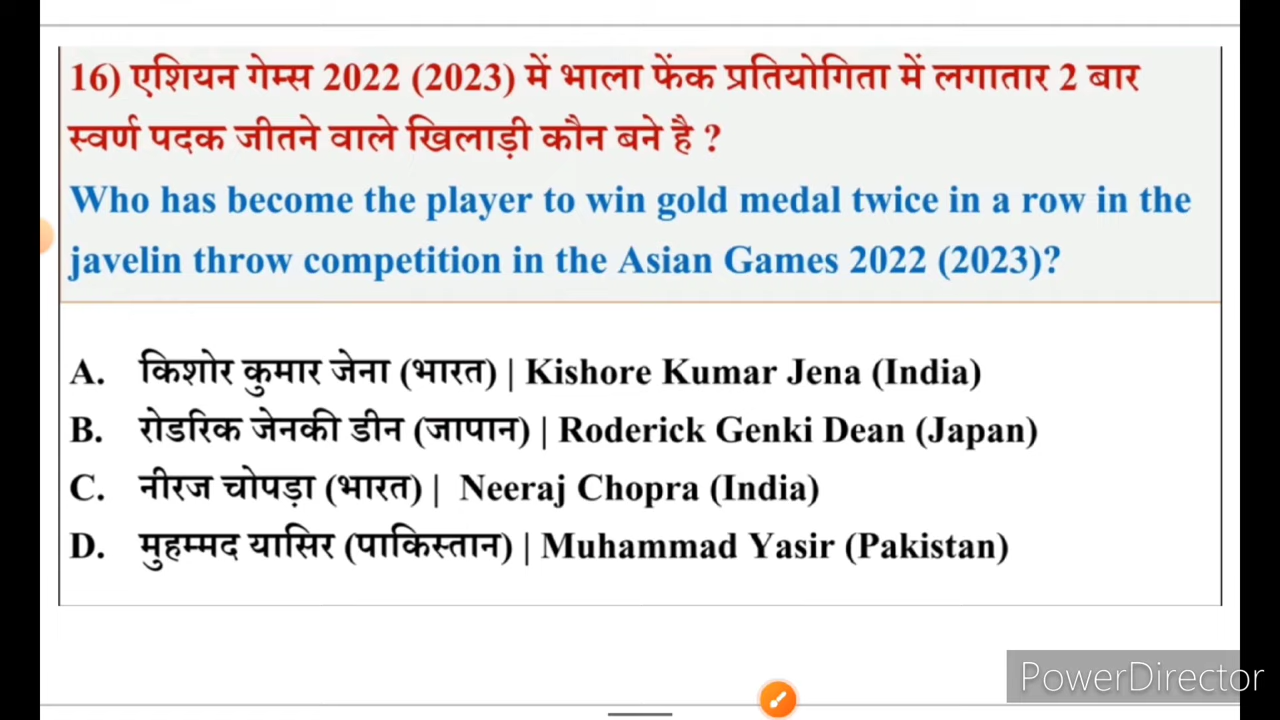 16) एशियन गेम्स 2022 (2023) में भाला फेंक प्रतियोगिता में लगातार 2 बार
स्वर्ण पदक जीतने वाले खिलाड़ी कौन बने है ?
Who has become the player to win gold medal twice in a row in the
javelin throw competition in the Asian Games 2022 (2023)?
A. किशोर कुमार जेना (भारत) | Kishore Kumar Jena (India)
B. रोडरिक जेनकी डीन (जापान) | Roderick Genki Dean (Japan)
C. नीरज चोपड़ा (भारत) | Neeraj Chopra (India)
D. मुहम्मद यासिर (पाकिस्तान) | Muhammad Yasir (Pakistan)
PowerDirector